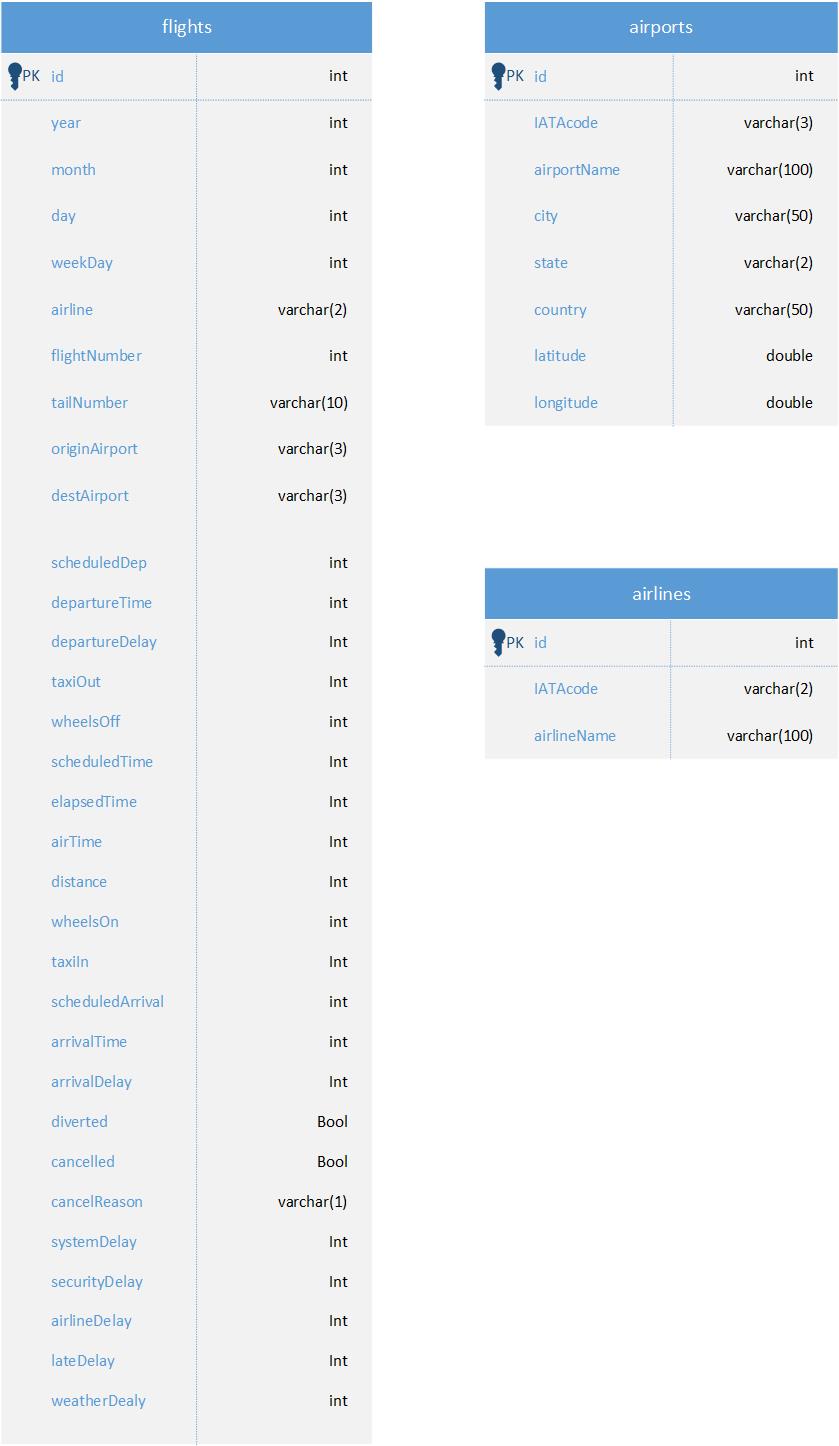 flights
PK id int
year int
month int
day int
weekDay int
airline varchar(2)
flightNumber int
tailNumber varchar(10)
originAirport varchar(3)
destAirport varchar(3)
scheduledDep int
departureTime int
departureDelay Int
taxiOut Int
wheelsOff int
scheduledTime Int
elapsedTime Int
airTime Int
distance Int
wheelsOn int
taxiIn Int
scheduledArrival int
arrivalTime int
arrivalDelay Int
diverted Bool
cancelled Bool
cancelReason varchar(1)
systemDelay Int
securityDelay Int
airlineDelay Int
lateDelay Int
weatherDealy int
airports
PK id int
IATAcode varchar(3)
airportName varchar(100)
city varchar(50)
state varchar(2)
country varchar(50)
latitude double
longitude double
airlines
PK id int
IATAcode varchar(2)
airlineName varchar(100)